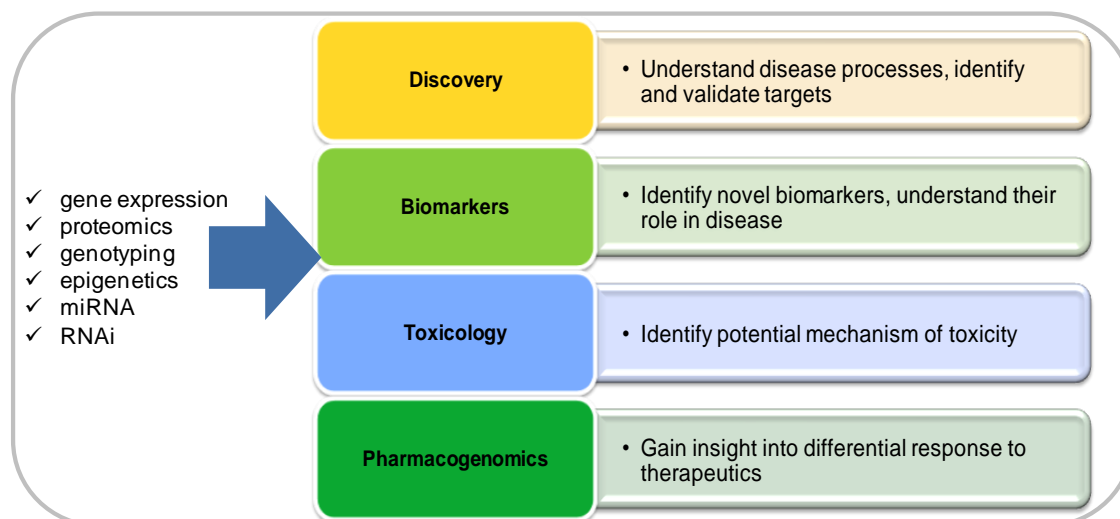 ✓ gene expression
✓ proteomics
✓ genotyping
✓ epigenetics
✓ miRNA
✓ RNAi
Discovery
• Understand disease processes, identify
and validate targets
Biomarkers
• Identify novel biomarkers, understand their
role in disease
Toxicology
• Identify potential mechanism of toxicity
Pharmacogenomics
• Gain insight into differential response to
therapeutics